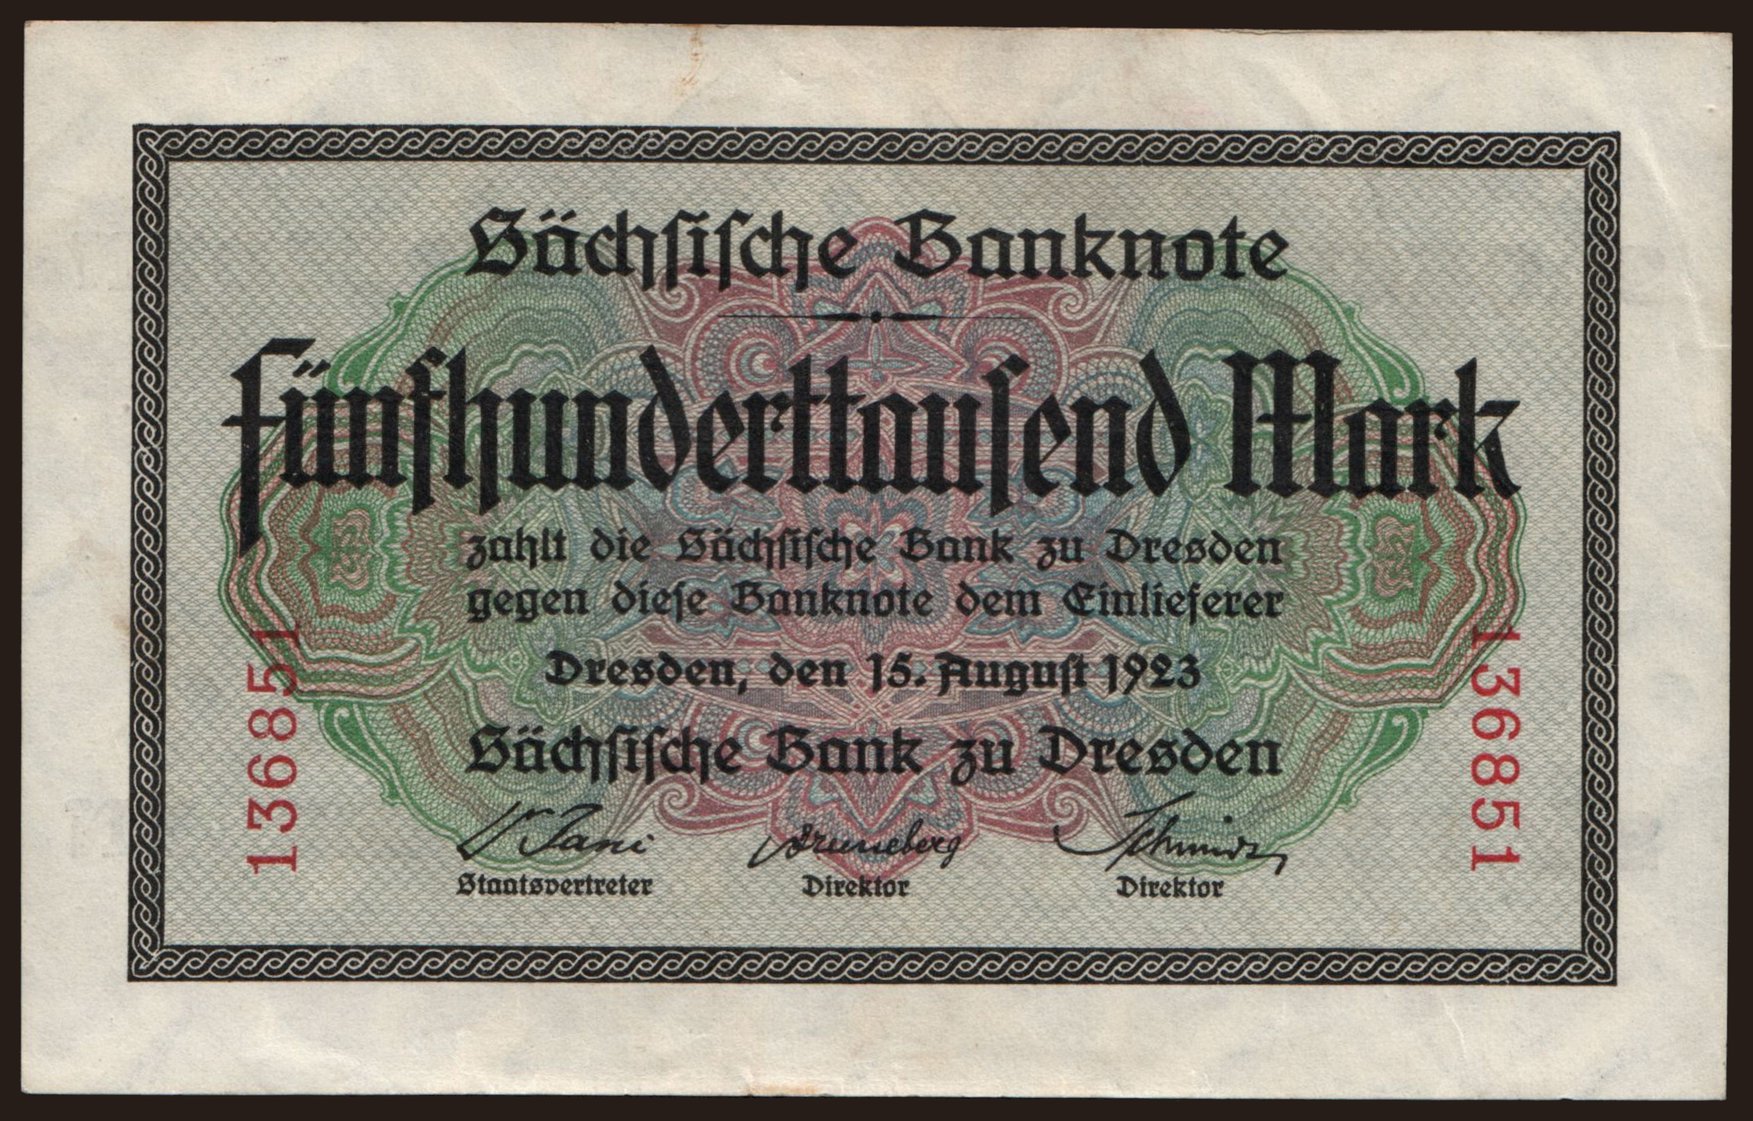 Sächsische Banknote
Fünfhunderttausend Mark
zahlt die Sächsische Bank zu Dresden
gegen diese Banknote dem Einlieferer
Dresden, den 15. August 1923
Sächsische Bank zu Dresden
Schmidt
Staatsvertreter Direktor Direktor
136851
136851